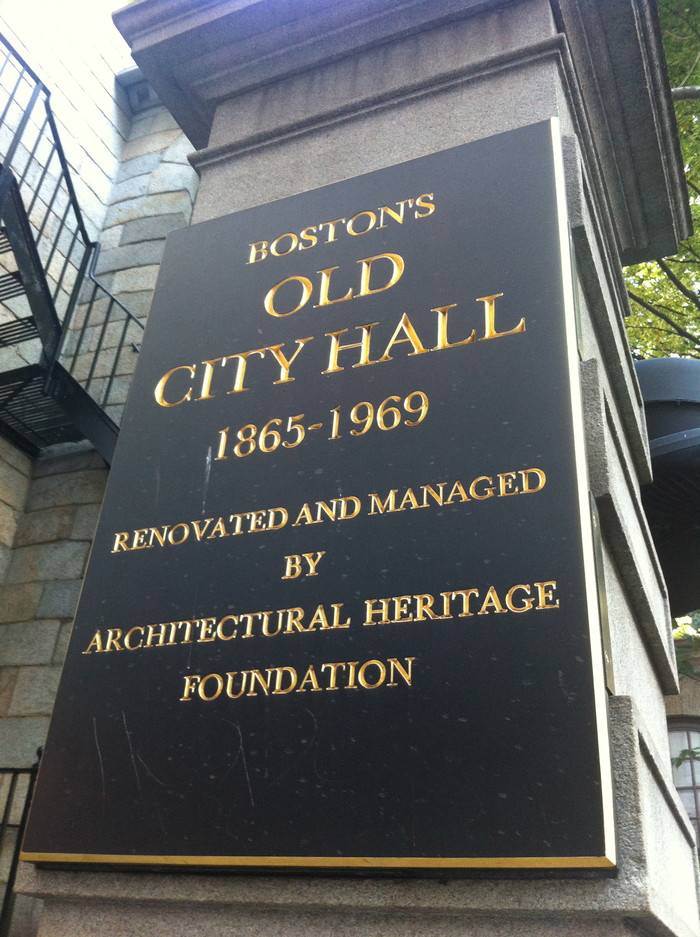 BOSTON'S
OLD
CITY HALL
1865-1969
RENOVATED AND MANAGED
BY
ARCHITECTURAL HERITAGE
FOUNDATION